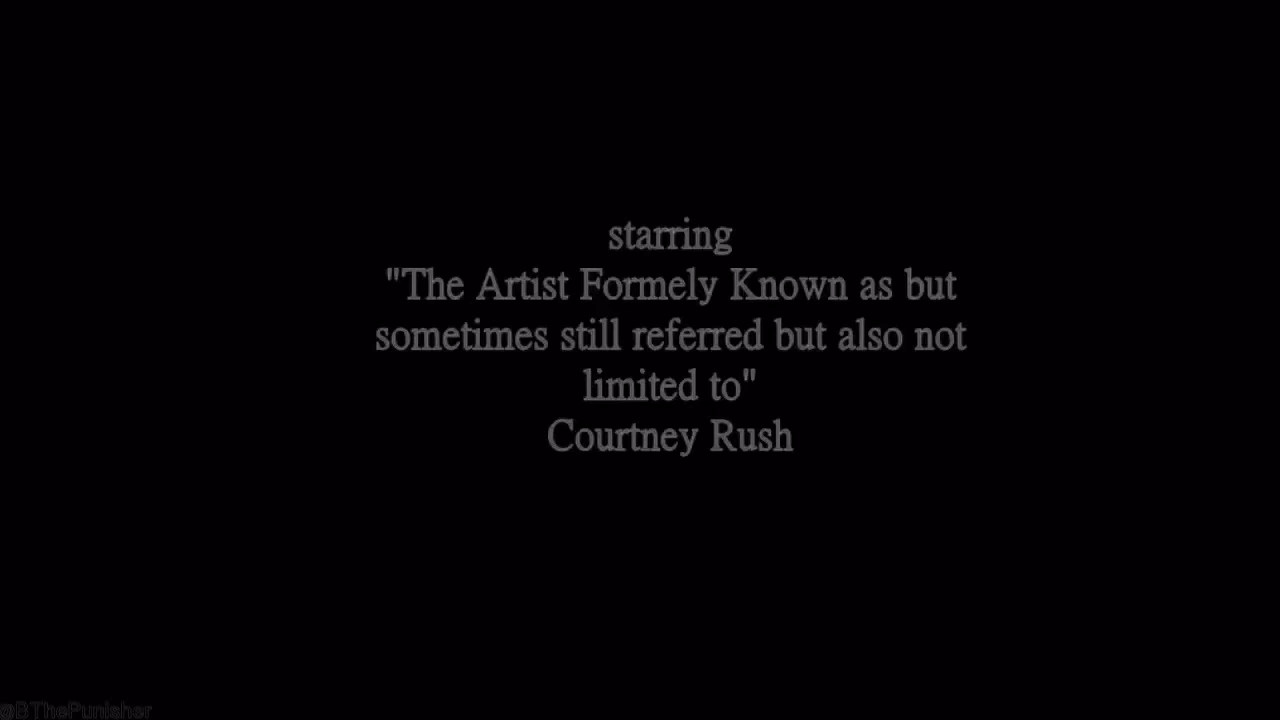 starring
"The Artist Formely Known as but
sometimes still referred but also not
limited to"
Courtney Rush
@BThePunisher